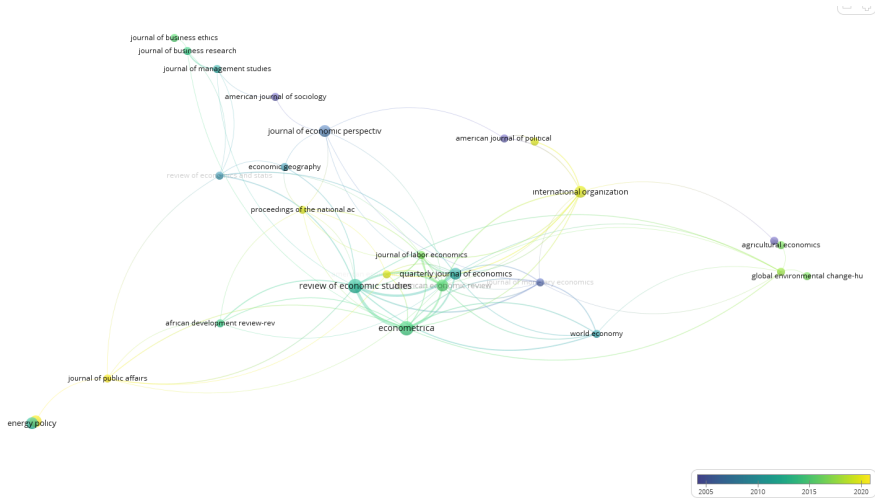 journal of business ethics
journal of business research
journal of management studies
american journal of sociology
journal of economic perspectiv
american journal of political
economic geography
review of economics and statis
international organization
proceedings of the national ac
agricultural economics
journal of labor economics
quarterly journal of economics
global environmental change-hu
review of economic studies
american economic review
journal of monetary economics
african development review-rev
econometrica
world economy
journal of public affairs
energy policy
2005 2010 2015 2020